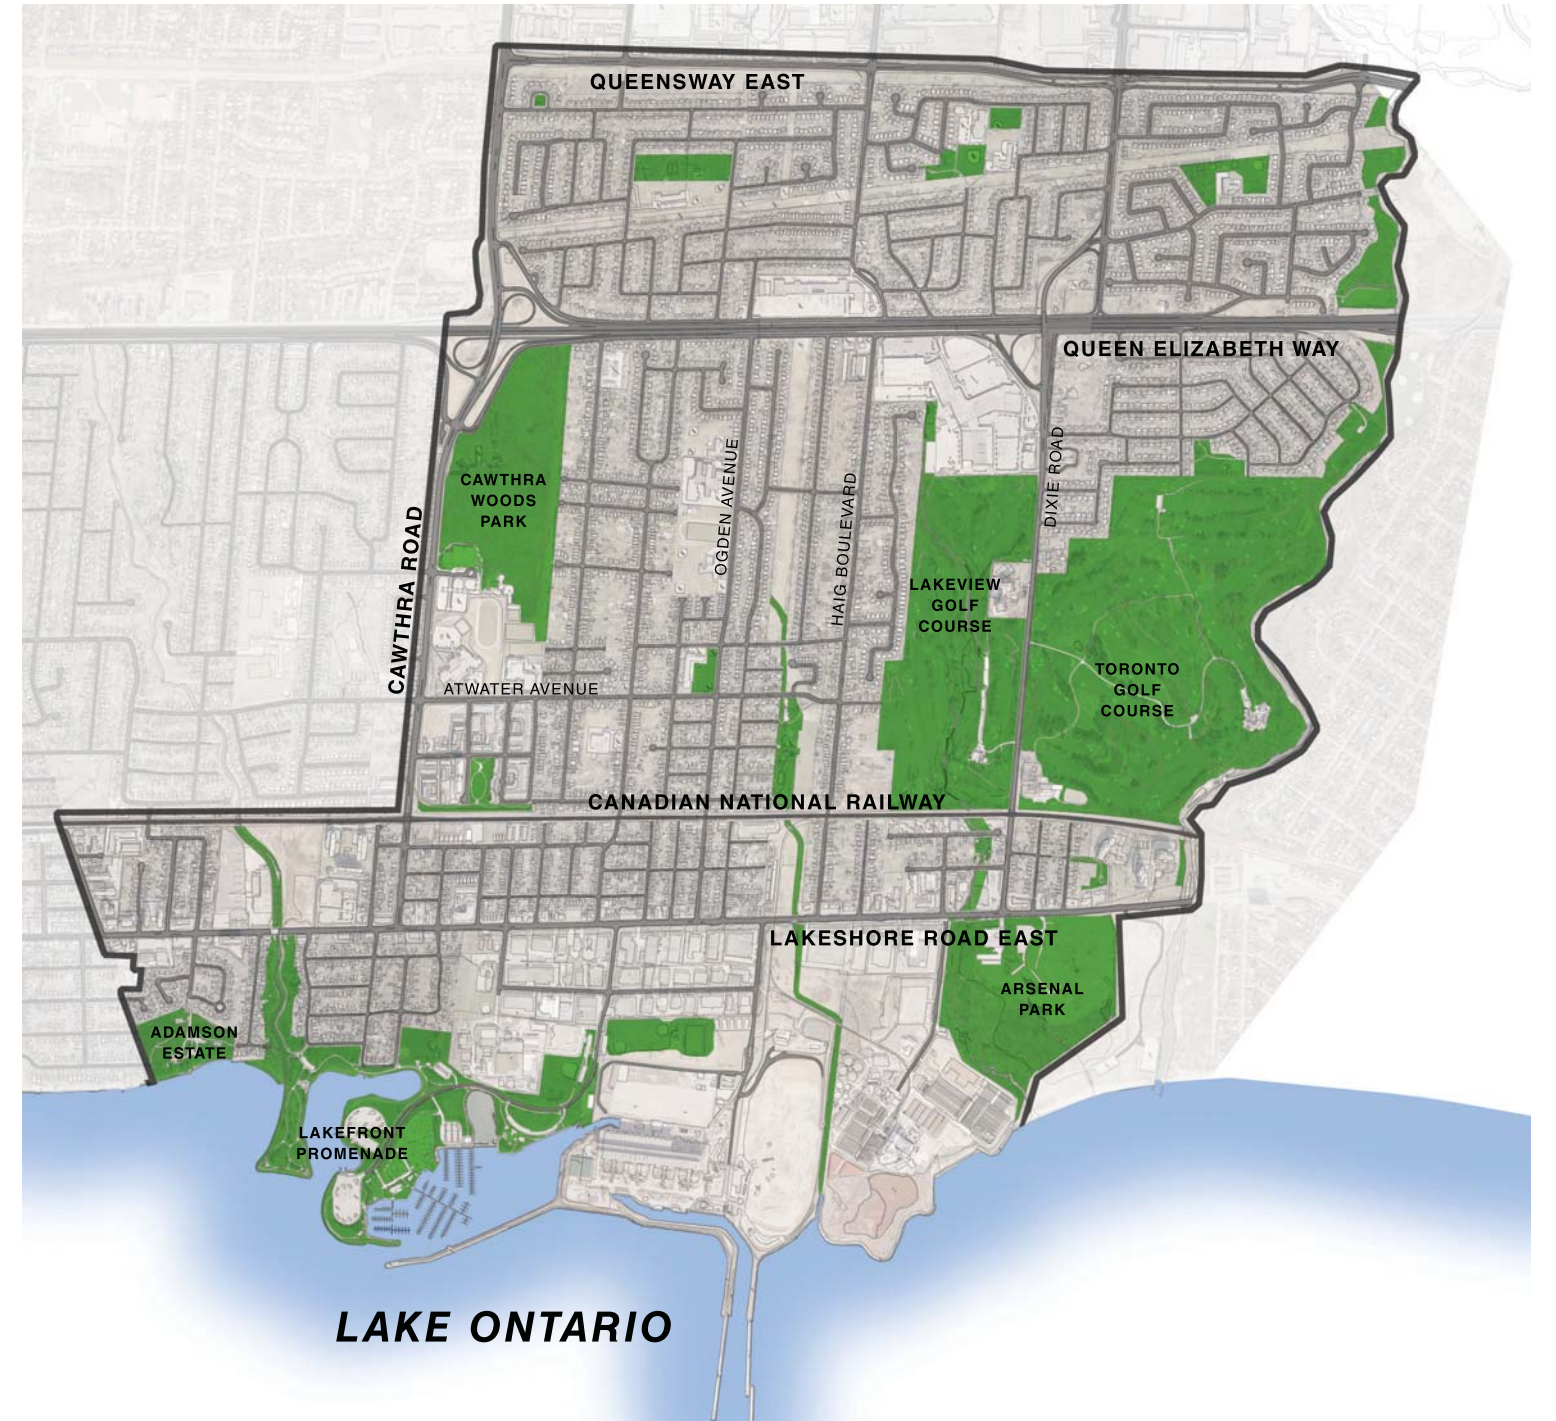 QUEENSWAY EAST
QUEEN ELIZABETH WAY
CAWTHRA
WOODS
PARK
OGDEN AVENUE
HAIG BOULEVARD
DIXIE ROAD
CAWTHRA ROAD
LAKEVIEW
GOLF
COURSE
TORONTO
GOLF
COURSE
ATWATER AVENUE
CANADIAN NATIONAL RAILWAY
LAKESHORE ROAD EAST
ARSENAL
PARK
ADAMSON
ESTATE
LAKEFRONT
PROMENADE
LAKE ONTARIO